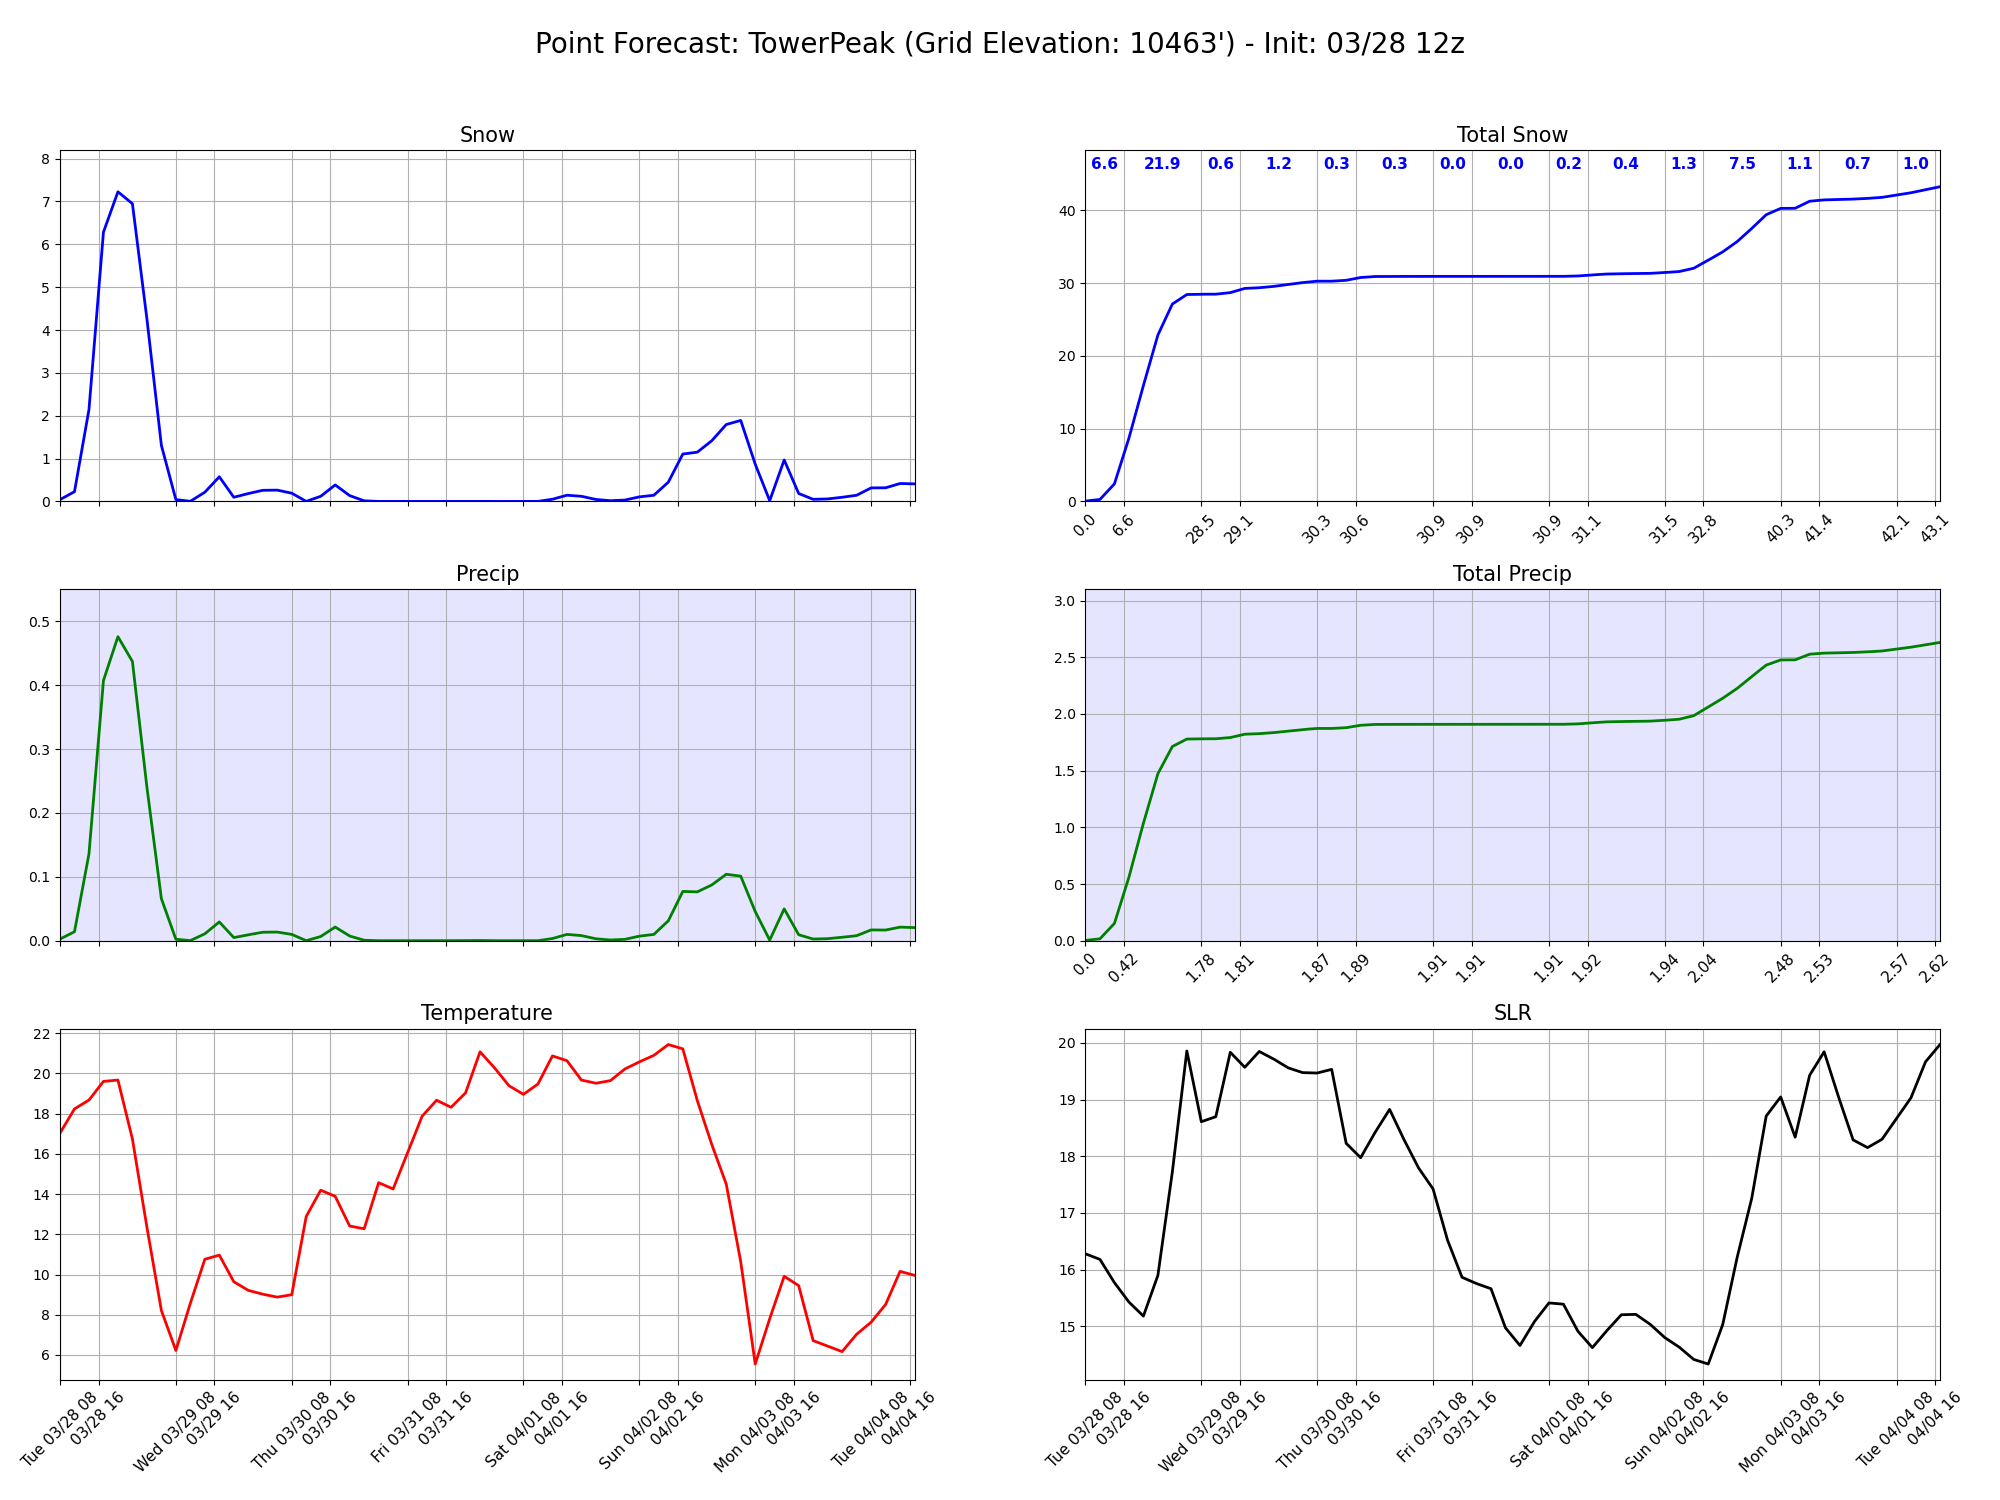 Point Forecast: TowerPeak (Grid Elevation: 10463') - Init: 03/28 12z
Snow
8
7
6
5
4
3
2
1
0
Total Snow
6.6 21.9 0.6 1.2 0.3 0.3 0.0 0.0 0.2 0.4 1.3 7.5 1.1 0.7 1.0
40
30
20
10
0
0.0 6.6 28.5 29.1 30.3 30.6 30.9 30.9 30.9 31.1 31.5 32.8 40.3 41.4 42.1 43.1
Precip
0.5
0.4
0.3
0.2
0.1
0.0
Total Precip
3.0
2.5
2.0
1.5
1.0
0.5
0.0
0.0 0.42 1.78 1.81 1.87 1.89 1.91 1.91 1.91 1.92 1.94 2.04 2.48 2.53 2.57 2.62
Temperature
22
20
18
16
14
12
10
8
6
Tue 03/28 08
03/28 16
Wed 03/29 08
03/29 16
Thu 03/30 08
03/30 16
Fri 03/31 08
03/31 16
Sat 04/01 08
04/01 16
Sun 04/02 08
04/02 16
Mon 04/03 08
04/03 16
Tue 04/04 08
04/04 16
SLR
20
19
18
17
16
15
Tue 03/28 08
03/28 16
Wed 03/29 08
03/29 16
Thu 03/30 08
03/30 16
Fri 03/31 08
03/31 16
Sat 04/01 08
04/01 16
Sun 04/02 08
04/02 16
Mon 04/03 08
04/03 16
Tue 04/04 08
04/04 16